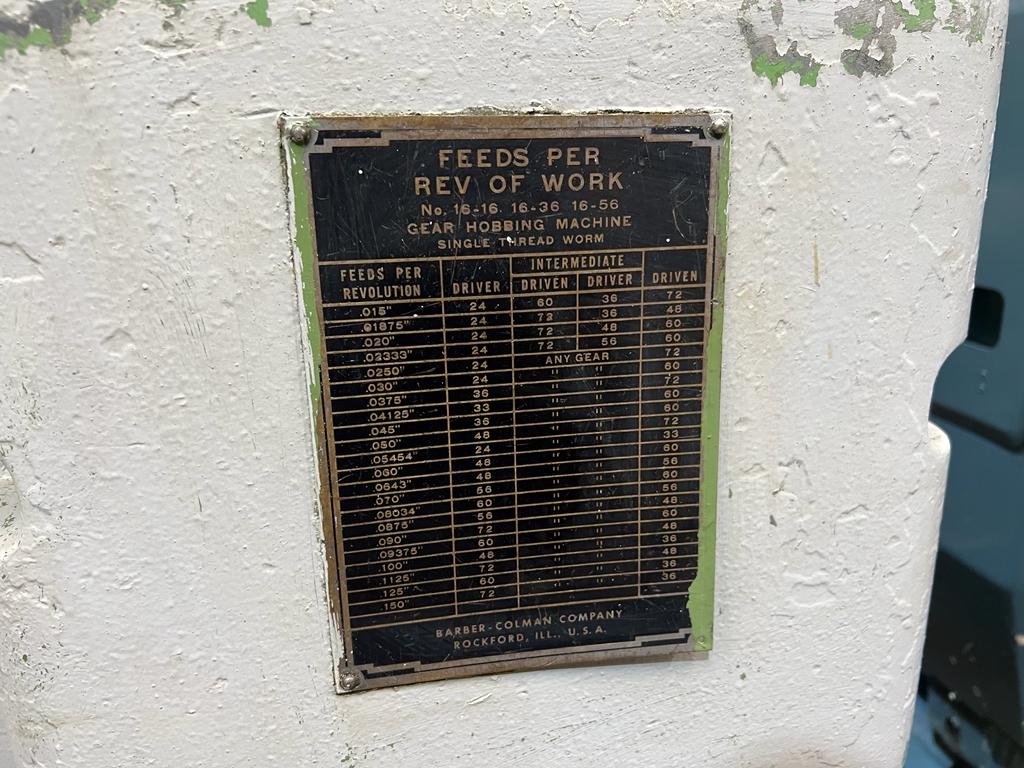 FEEDS PER
REV OF WORK
No. 16-16 16-36 16-56
GEAR HOBBING MACHINE
SINGLE THREAD WORM
FEEDS PER REVOLUTION DRIVER INTERMEDIATE DRIVEN DRIVER DRIVEN
.015" 24 60 36 72
.01875" 24 72 36 48
.020" 24 72 48 60
.02333" 24 72 56 60
.0250" 24 ANY GEAR 72
.030" 24 " " 60
.0375" 36 " " 72
.04125" 33 " " 60
.045" 36 " " 60
.050" 48 " " 72
.05454" 24 " " 33
.060" 48 " " 60
.0643" 48 " " 56
.070" 56 " " 60
.08034" 60 " " 56
.0875" 56 " " 48
.090" 72 " " 60
.09375" 60 " " 48
.100" 48 " " 36
.1125" 72 " " 48
.125" 60 " " 36
.150" 72 " " 36
BARBER-COLMAN COMPANY
ROCKFORD, ILL., U.S.A.